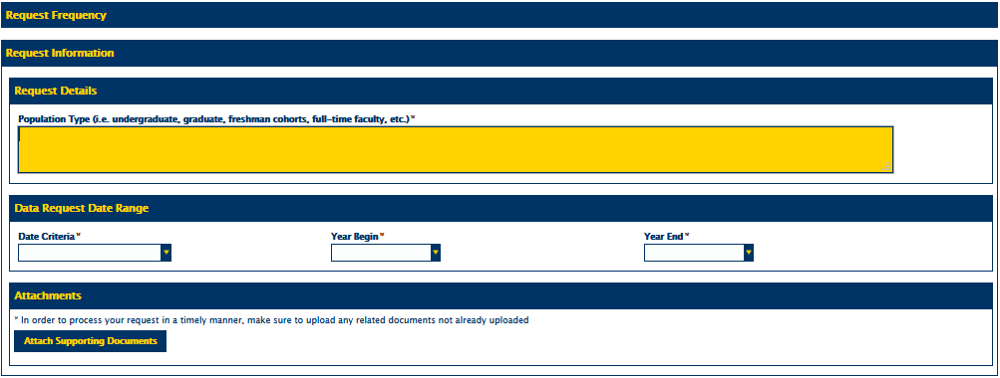 Request Frequency
Request Information
Request Details
Population Type (i.e. undergraduate, graduate, freshman cohorts, full-time faculty, etc.)*
Data Request Date Range
Date Criteria* Year Begin* Year End*
Attachments
* In order to process your request in a timely manner, make sure to upload any related documents not already uploaded
Attach Supporting Documents